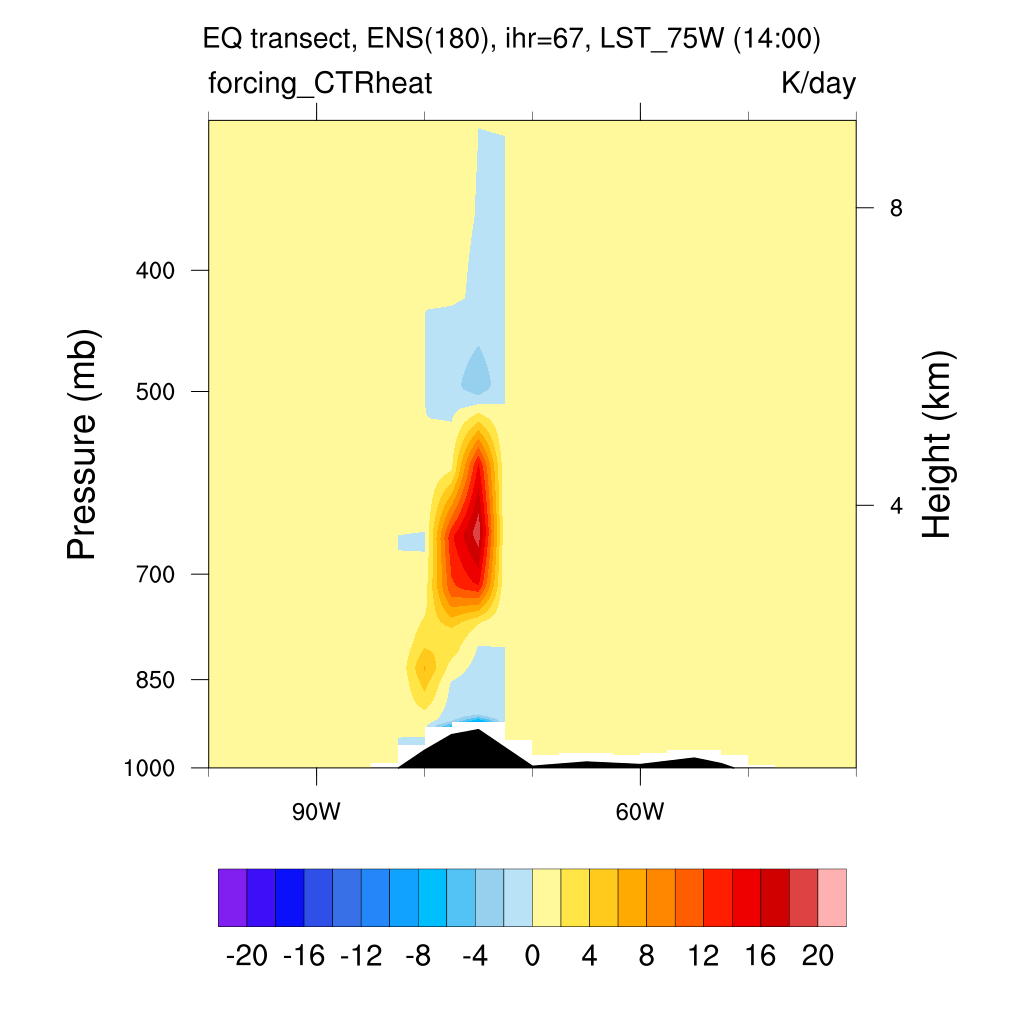 EQ transect, ENS(180), ihr=67, LST_75W (14:00)
forcing_CTRheat K/day
8
400
Pressure (mb)
Height (km)
500
4
700
850
1000
90W 60W
-20 -16 -12 -8 -4 0 4 8 12 16 20